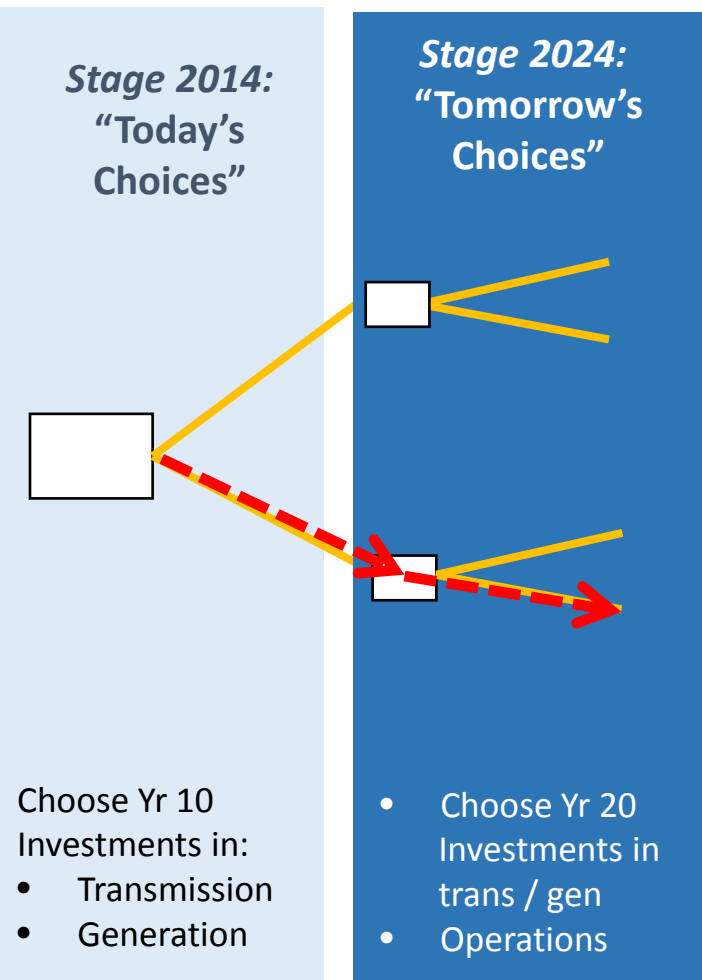 Stage 2014:
“Today’s
Choices”
Choose Yr 10
Investments in:
• Transmission
• Generation
Stage 2024:
“Tomorrow’s
Choices”
• Choose Yr 20
Investments in
trans / gen
• Operations